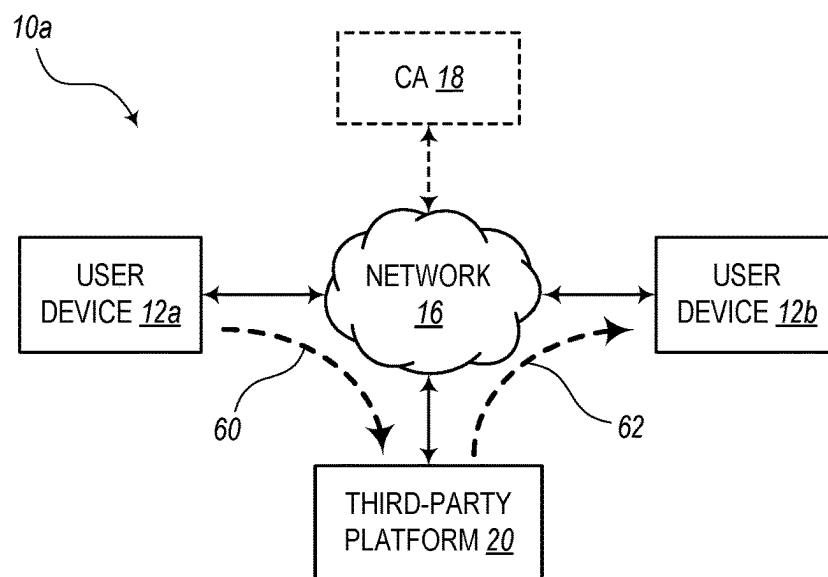 10a
CA 18
USER
DEVICE 12a
NETWORK
16
USER
DEVICE 12b
60
62
THIRD-PARTY
PLATFORM 20